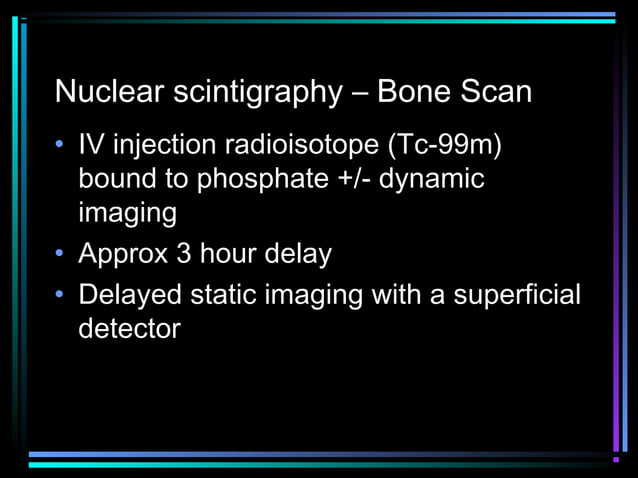 Nuclear scintigraphy – Bone Scan
• IV injection radioisotope (Tc-99m)
bound to phosphate +/- dynamic
imaging
• Approx 3 hour delay
• Delayed static imaging with a superficial
detector